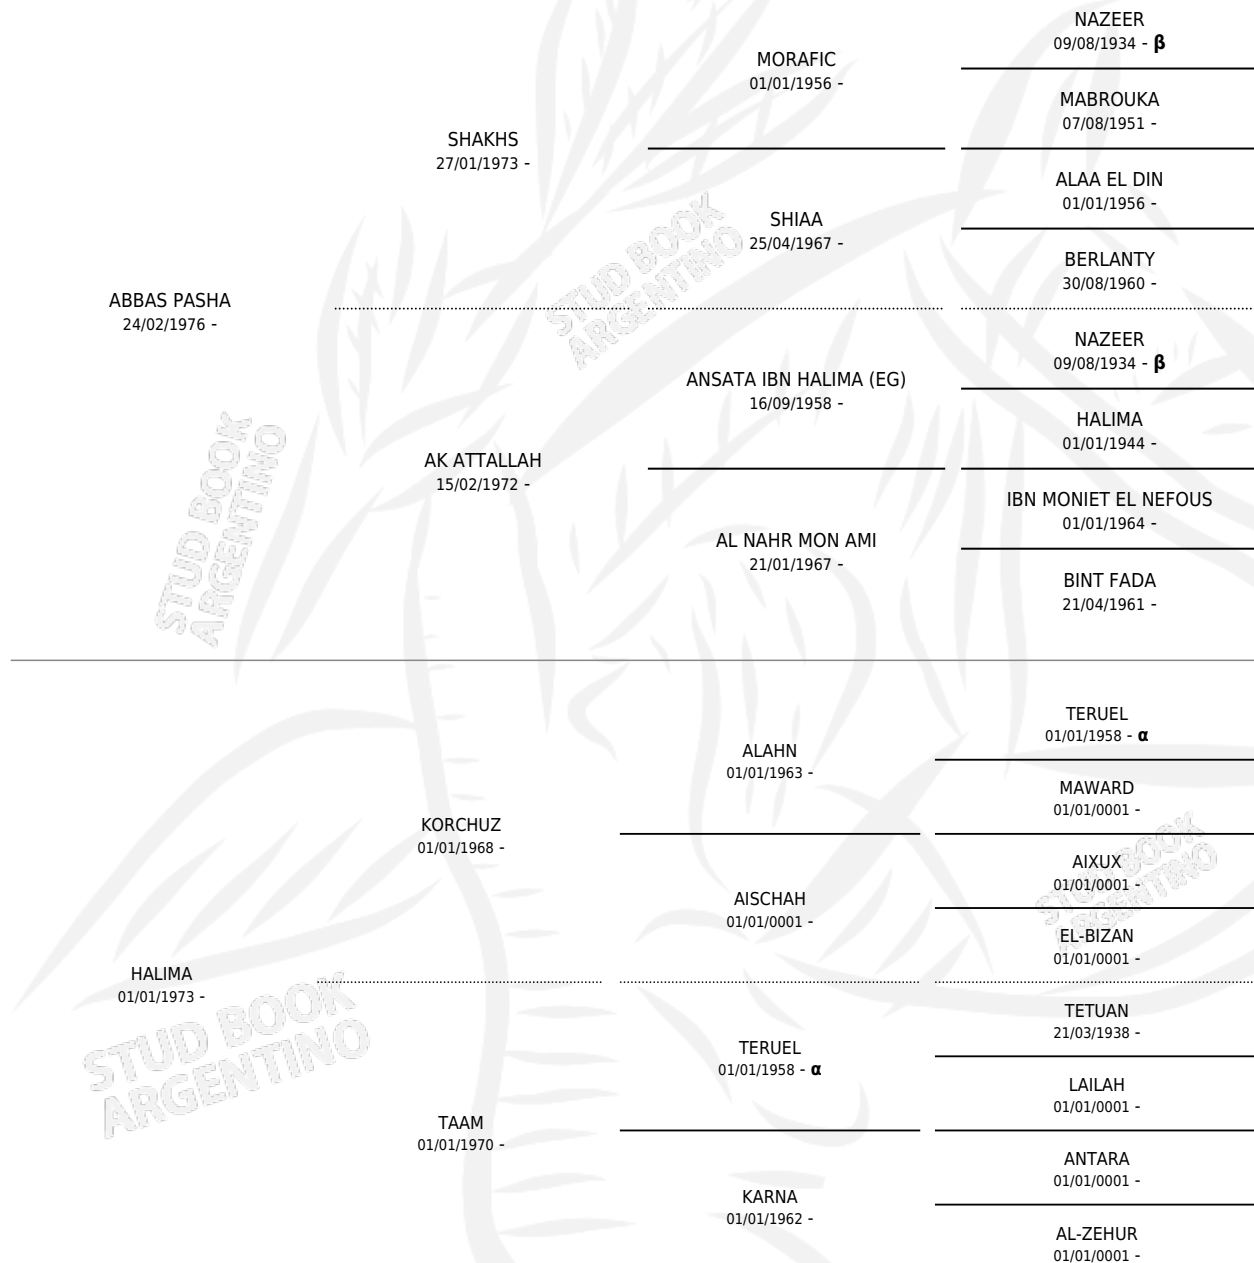 NAZEER
09/08/1934 - β
MORAFIC
01/01/1956 -
MABROUKA
07/08/1951 -
SHAKHS
27/01/1973 -
ALAA EL DIN
01/01/1956 -
SHIAA
25/04/1967 -
BERLANTY
30/08/1960 -
ABBAS PASHA
24/02/1976 -
STUD BOOK
ARGENTINO
NAZEER
09/08/1934 - β
ANSATA IBN HALIMA (EG)
16/09/1958 -
HALIMA
01/01/1944 -
AK ATTALLAH
15/02/1972 -
IBN MONIET EL NEFOUS
01/01/1964 -
AL NAHR MON AMI
21/01/1967 -
BINT FADA
21/04/1961 -
STUD BOOK
ARGENTINO
TERUEL
01/01/1958 - α
ALAHN
01/01/1963 -
MAWARD
01/01/0001 -
KORCHUZ
01/01/1968 -
AIXUX
01/01/0001 -
AISCHAH
01/01/0001 -
EL-BIZAN
01/01/0001 -
STUD BOOK
ARGENTINO
HALIMA
01/01/1973 -
TETUAN
21/03/1938 -
TERUEL
01/01/1958 - α
LAILAH
01/01/0001 -
STUD BOOK
ARGENTINO
TAAM
01/01/1970 -
ANTARA
01/01/0001 -
KARNA
01/01/1962 -
AL-ZEHUR
01/01/0001 -